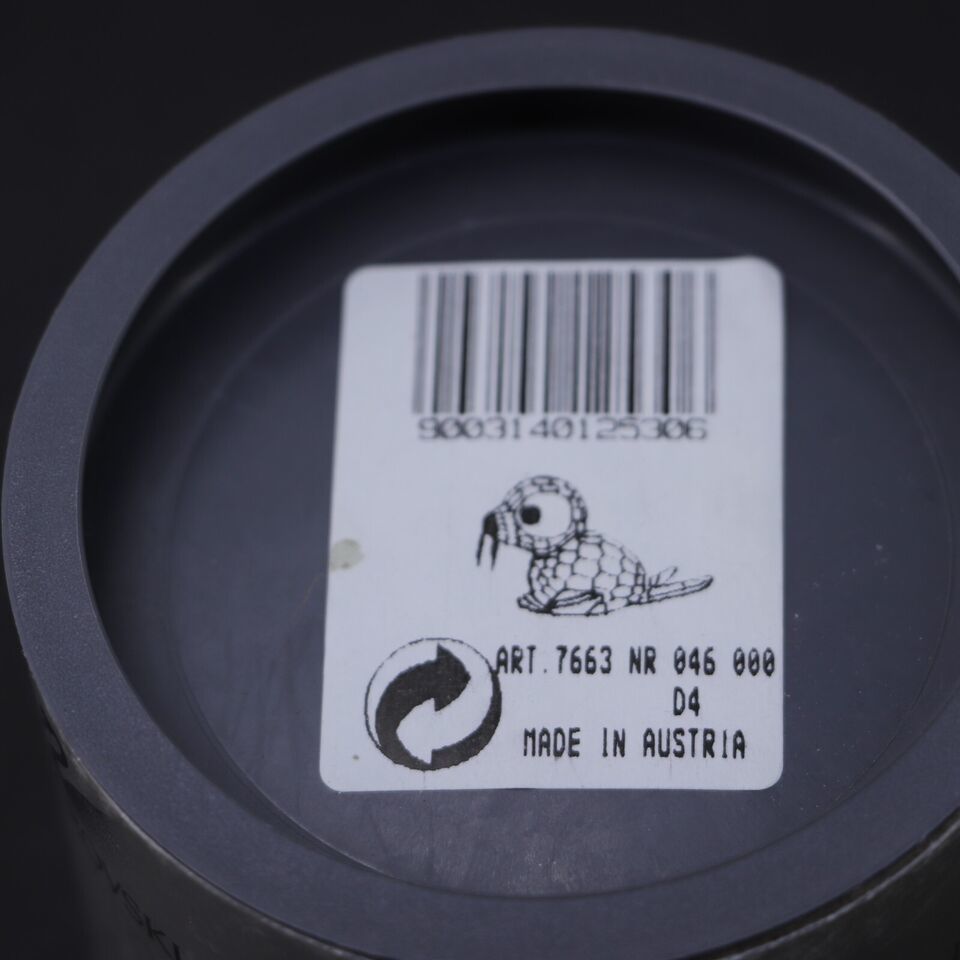 9003140125306
ART.7663 NR 046 000
D4
MADE IN AUSTRIA